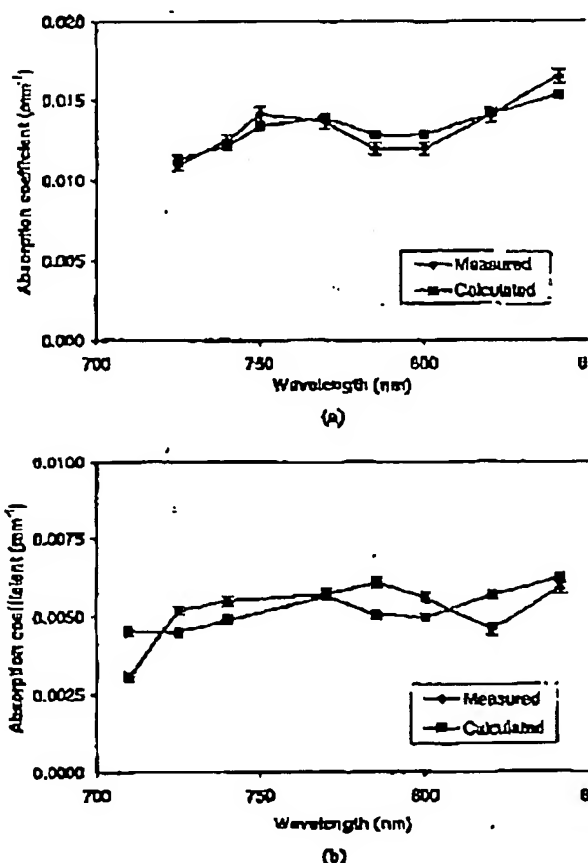 0.020
0.015
0.010
0.005
0.000
Absorption coefficient (mm⁻¹)
Measured
Calculated
700
750
800
8
Wavelength (nm)
(a)
0.0100
0.0075
0.0050
0.0025
0.0000
Absorption coefficient (mm⁻¹)
Measured
Calculated
700
750
800
8
Wavelength (nm)
(b)